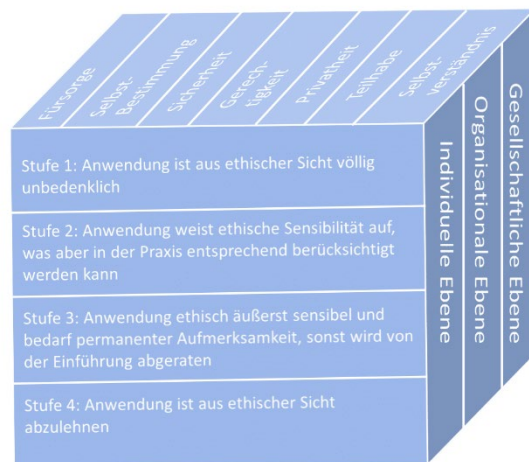 Fürsorge
Selbst-
Bestimmung
Sicherheit
Gerech-
tigkeit
Privatheit
Teilhabe
Selbst-
verständnis
Stufe 1: Anwendung ist aus ethischer Sicht völlig
unbedenklich
Stufe 2: Anwendung weist ethische Sensibilität auf,
was aber in der Praxis entsprechend berücksichtigt
werden kann
Stufe 3: Anwendung ethisch äußerst sensibel und
bedarf permanenter Aufmerksamkeit, sonst wird von
der Einführung abgeraten
Stufe 4: Anwendung ist aus ethischer Sicht
abzulehnen
Individuelle Ebene
Organisationale Ebene
Gesellschaftliche Ebene